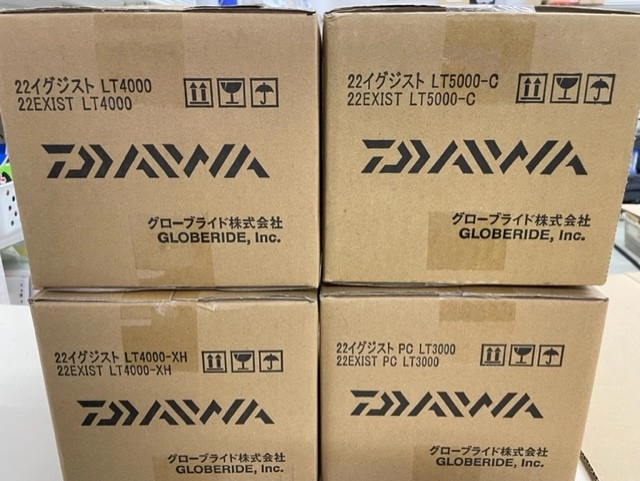 22イグジスト LT4000
22EXIST LT4000
DAIWA
グローブライド株式会社
GLOBERIDE, Inc.
22イグジスト LT5000-C
22EXIST LT5000-C
DAIWA
グローブライド株式会社
GLOBERIDE, Inc.
22イグジスト LT4000-XH
22EXIST LT4000-XH
DAIWA
グローブライド株式会社
GLOBERIDE, Inc.
22イグジスト PC LT3000
22EXIST PC LT3000
DAIWA
グローブライド株式会社
GLOBERIDE, Inc.